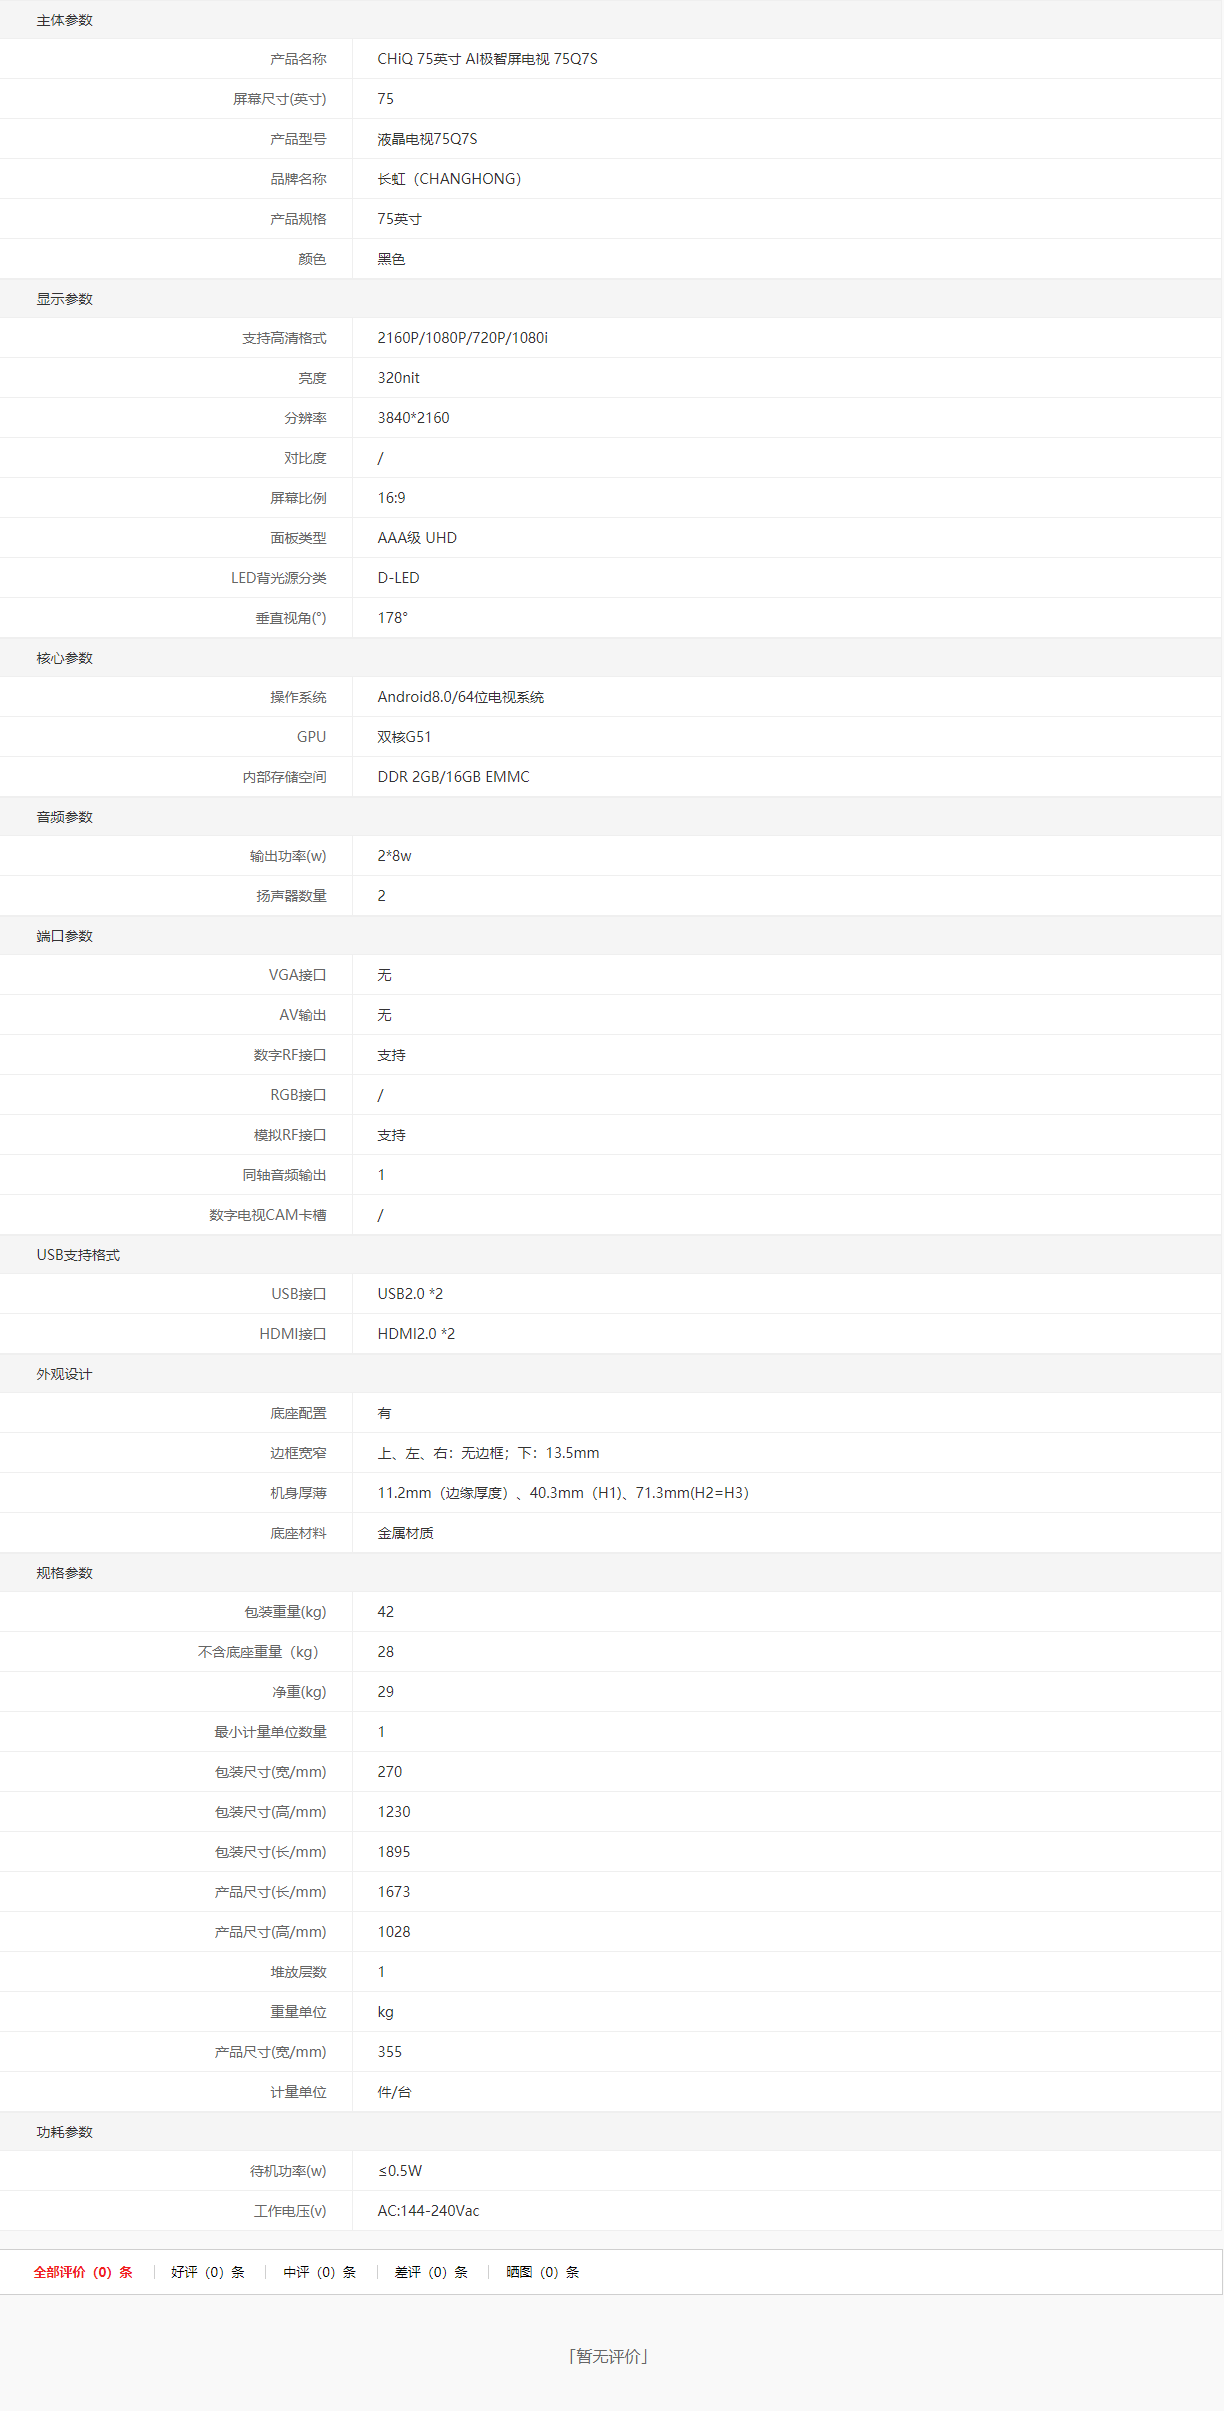 主体参数
产品名称 CHiQ 75英寸 AI极智屏电视 75Q7S
屏幕尺寸(英寸) 75
产品型号 液晶电视75Q7S
品牌名称 长虹（CHANGHONG）
产品规格 75英寸
颜色 黑色
显示参数
支持高清格式 2160P/1080P/720P/1080i
亮度 320nit
分辨率 3840*2160
对比度 /
屏幕比例 16:9
面板类型 AAA级 UHD
LED背光源分类 D-LED
垂直视角(°) 178°
核心参数
操作系统 Android8.0/64位电视系统
GPU 双核G51
内部存储空间 DDR 2GB/16GB EMMC
音频参数
输出功率(w) 2*8w
扬声器数量 2
端口参数
VGA接口 无
AV输出 无
数字RF接口 支持
RGB接口 /
模拟RF接口 支持
同轴音频输出 1
数字电视CAM卡槽 /
USB支持格式
USB接口 USB2.0 *2
HDMI接口 HDMI2.0 *2
外观设计
底座配置 有
边框宽窄 上、左、右：无边框；下：13.5mm
机身厚薄 11.2mm（边缘厚度）、40.3mm（H1)、71.3mm(H2=H3）
底座材料 金属材质
规格参数
包装重量(kg) 42
不含底座重量（kg） 28
净重(kg) 29
最小计量单位数量 1
包装尺寸(宽/mm) 270
包装尺寸(高/mm) 1230
包装尺寸(长/mm) 1895
产品尺寸(长/mm) 1673
产品尺寸(高/mm) 1028
堆放层数 1
重量单位 kg
产品尺寸(宽/mm) 355
计量单位 件/台
功耗参数
待机功率(w) ≤0.5W
工作电压(v) AC:144-240Vac
全部评价（0）条 好评（0）条 中评（0）条 差评（0）条 晒图（0）条
「暂无评价」